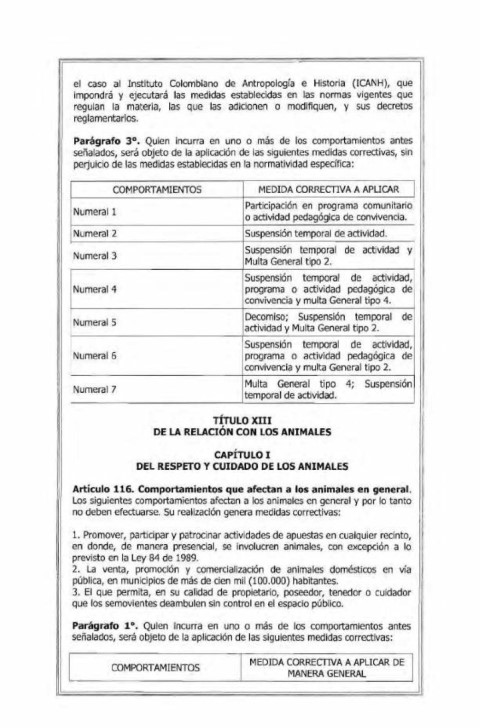 el caso al Instituto Colombiano de Antropología e Historia (ICANH), que
impondrá y ejecutará las medidas establecidas en las normas vigentes que
regulan la materia, las que las adicionen o modifiquen, y sus decretos
reglamentarios.
Parágrafo 3°. Quien incurra en uno o más de los comportamientos antes
señalados, será objeto de la aplicación de las siguientes medidas correctivas, sin
perjuicio de las medidas establecidas en la normatividad específica:
COMPORTAMIENTOS MEDIDA CORRECTIVA A APLICAR
Numeral 1 Participación en programa comunitario
o actividad pedagógica de convivencia.
Numeral 2 Suspensión temporal de actividad.
Numeral 3 Suspensión temporal de actividad y
Multa General tipo 2.
Numeral 4 Suspensión temporal de actividad,
programa o actividad pedagógica de
convivencia y multa General tipo 4.
Numeral 5 Decomiso; Suspensión temporal de
actividad y Multa General tipo 2.
Numeral 6 Suspensión temporal de actividad,
programa o actividad pedagógica de
convivencia y multa General tipo 2.
Numeral 7 Multa General tipo 4; Suspensión
temporal de actividad.
TÍTULO XIII
DE LA RELACIÓN CON LOS ANIMALES
CAPÍTULO I
DEL RESPETO Y CUIDADO DE LOS ANIMALES
Artículo 116. Comportamientos que afectan a los animales en general.
Los siguientes comportamientos afectan a los animales en general y por lo tanto
no deben efectuarse. Su realización genera medidas correctivas:
1. Promover, participar y patrocinar actividades de apuestas en cualquier recinto,
en donde, de manera presencial, se involucren animales, con excepción a lo
previsto en la Ley 84 de 1989.
2. La venta, promoción y comercialización de animales domésticos en vía
pública, en municipios de más de cien mil (100.000) habitantes.
3. El que permita, en su calidad de propietario, poseedor, tenedor o cuidador
que los semovientes deambulen sin control en el espacio público.
Parágrafo 1°. Quien incurra en uno o más de los comportamientos antes
señalados, será objeto de la aplicación de las siguientes medidas correctivas:
COMPORTAMIENTOS MEDIDA CORRECTIVA A APLICAR DE
MANERA GENERAL